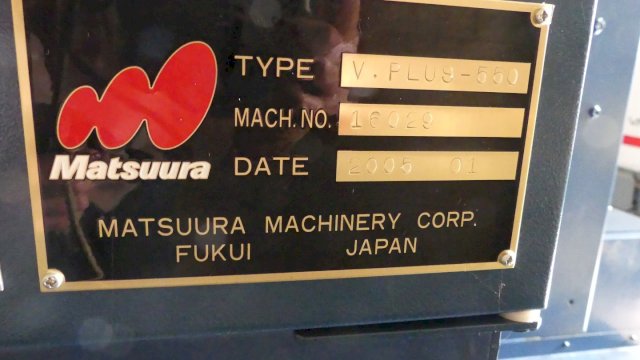 Matsuura
TYPE V.PLUS-550
MACH.NO. 16029
DATE 2005 01
MATSUURA MACHINERY CORP.
FUKUI JAPAN